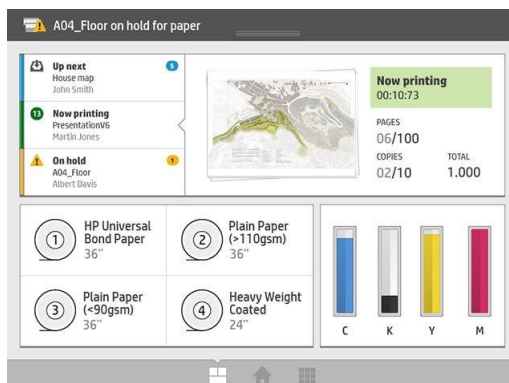 A04_Floor on hold for paper
Up next
5
House map
John Smith
13
Now printing
PresentationV6
Martin Jones
On hold
1
A04_Floor
Albert Davis
Now printing
00:10:73
PAGES
06/100
COPIES
TOTAL
02/10
1.000
1
HP Universal
Bond Paper
36"
2
Plain Paper
(>110gsm)
36"
3
Plain Paper
(<90gsm)
36"
4
Heavy Weight
Coated
24"
C
K
Y
M